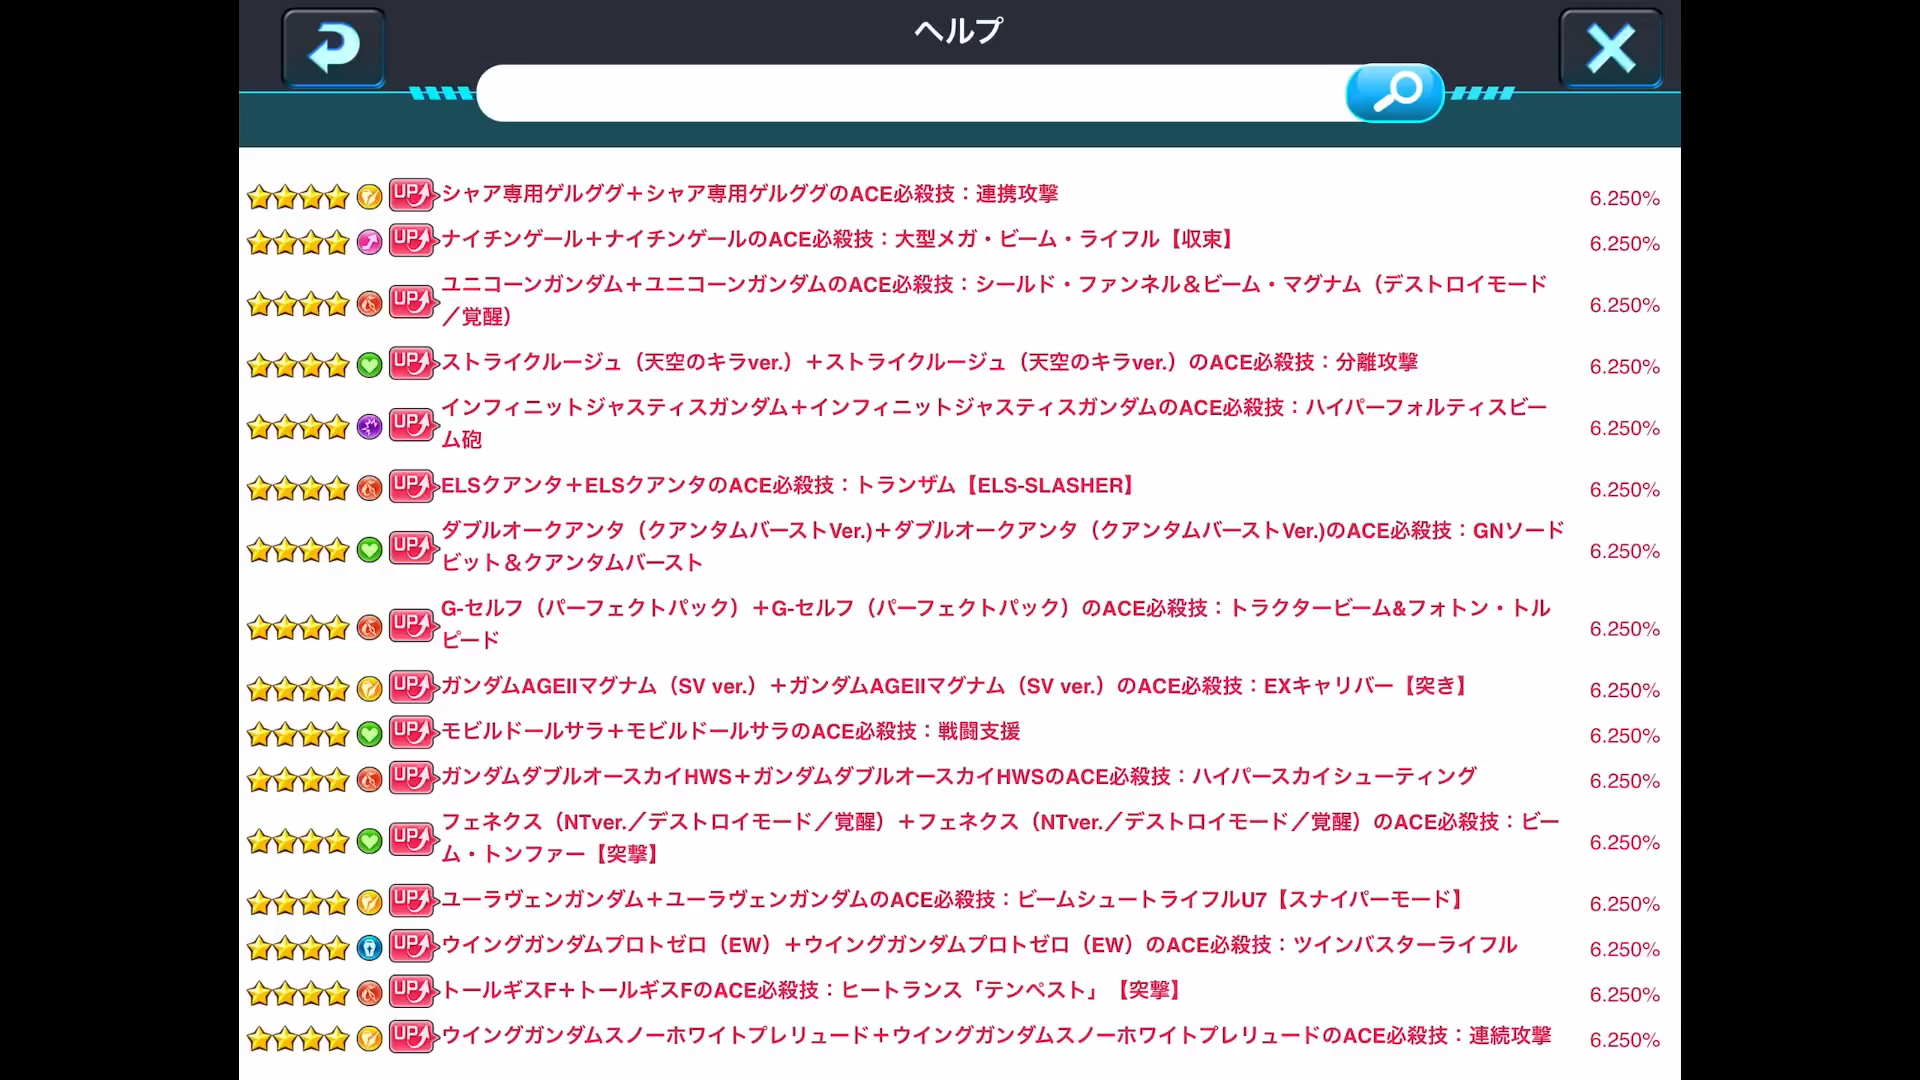 ヘルプ
UP シャア専用ゲルググ＋シャア専用ゲルググのACE必殺技：連携攻撃 6.250%
UP ナイチンゲール＋ナイチンゲールのACE必殺技：大型メガ・ビーム・ライフル【収束】 6.250%
UP ユニコーンガンダム＋ユニコーンガンダムのACE必殺技：シールド・ファンネル＆ビーム・マグナム（デストロイモード
／覚醒） 6.250%
UP ストライクルージュ（天空のキラver.）＋ストライクルージュ（天空のキラver.）のACE必殺技：分離攻撃 6.250%
UP インフィニットジャスティスガンダム＋インフィニットジャスティスガンダムのACE必殺技：ハイパーフォルティスビー
ム砲 6.250%
UP ELSクアンタ＋ELSクアンタのACE必殺技：トランザム【ELS-SLASHER】 6.250%
UP ダブルオークアンタ（クアンタムバーストVer.)＋ダブルオークアンタ（クアンタムバーストVer.)のACE必殺技：GNソード
ビット＆クアンタムバースト 6.250%
UP G-セルフ（パーフェクトパック）＋G-セルフ（パーフェクトパック）のACE必殺技：トラクタービーム&フォトン・トル
ピード 6.250%
UP ガンダムAGEIIマグナム（SV ver.）＋ガンダムAGEIIマグナム（SV ver.）のACE必殺技：EXキャリバー【突き】 6.250%
UP モビルドールサラ＋モビルドールサラのACE必殺技：戦闘支援 6.250%
UP ガンダムダブルオースカイHWS＋ガンダムダブルオースカイHWSのACE必殺技：ハイパースカイシューティング 6.250%
UP フェネクス（NTver.／デストロイモード／覚醒）＋フェネクス（NTver.／デストロイモード／覚醒）のACE必殺技：ビー
ム・トンファー【突撃】 6.250%
UP ユーラヴェンガンダム＋ユーラヴェンガンダムのACE必殺技：ビームシュートライフルU7【スナイパーモード】 6.250%
UP ウイングガンダムプロトゼロ（EW）＋ウイングガンダムプロトゼロ（EW）のACE必殺技：ツインバスターライフル 6.250%
UP トールギスF＋トールギスFのACE必殺技：ヒートランス「テンペスト」【突撃】 6.250%
UP ウイングガンダムスノーホワイトプレリュード＋ウイングガンダムスノーホワイトプレリュードのACE必殺技：連続攻撃 6.250%